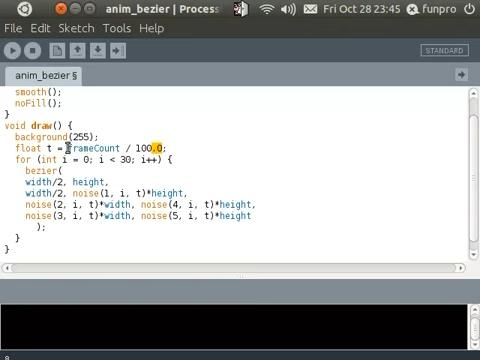 anim_bezier | Process
Fri Oct 28 23:45
funpro
File Edit Sketch Tools Help
STANDARD
anim_bezier §
smooth();
noFill();
}
void draw() {
background(255);
float t = frameCount / 100.0;
for (int i = 0; i < 30; i++) {
bezier(
width/2, height,
width/2, noise(1, i, t)*height,
noise(2, i, t)*width, noise(4, i, t)*height,
noise(3, i, t)*width, noise(5, i, t)*height
);
}
}